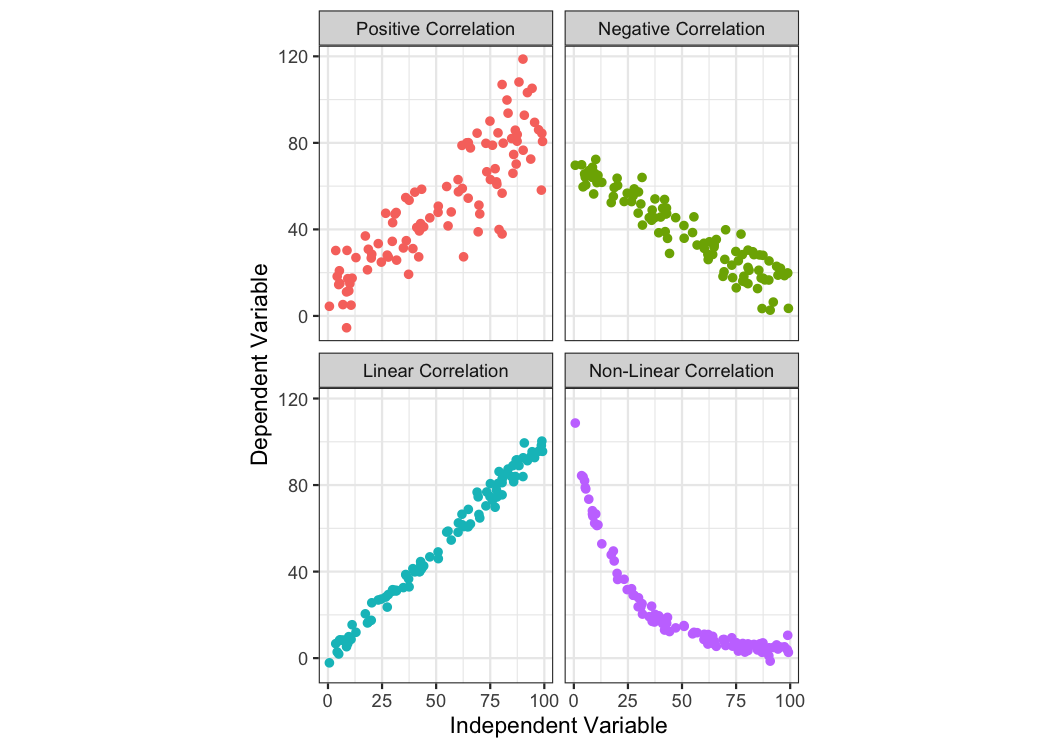 Positive Correlation
Negative Correlation
120
80
40
0
Linear Correlation
Non-Linear Correlation
120
80
40
0
0 25 50 75 100
0 25 50 75 100
Dependent Variable
Independent Variable